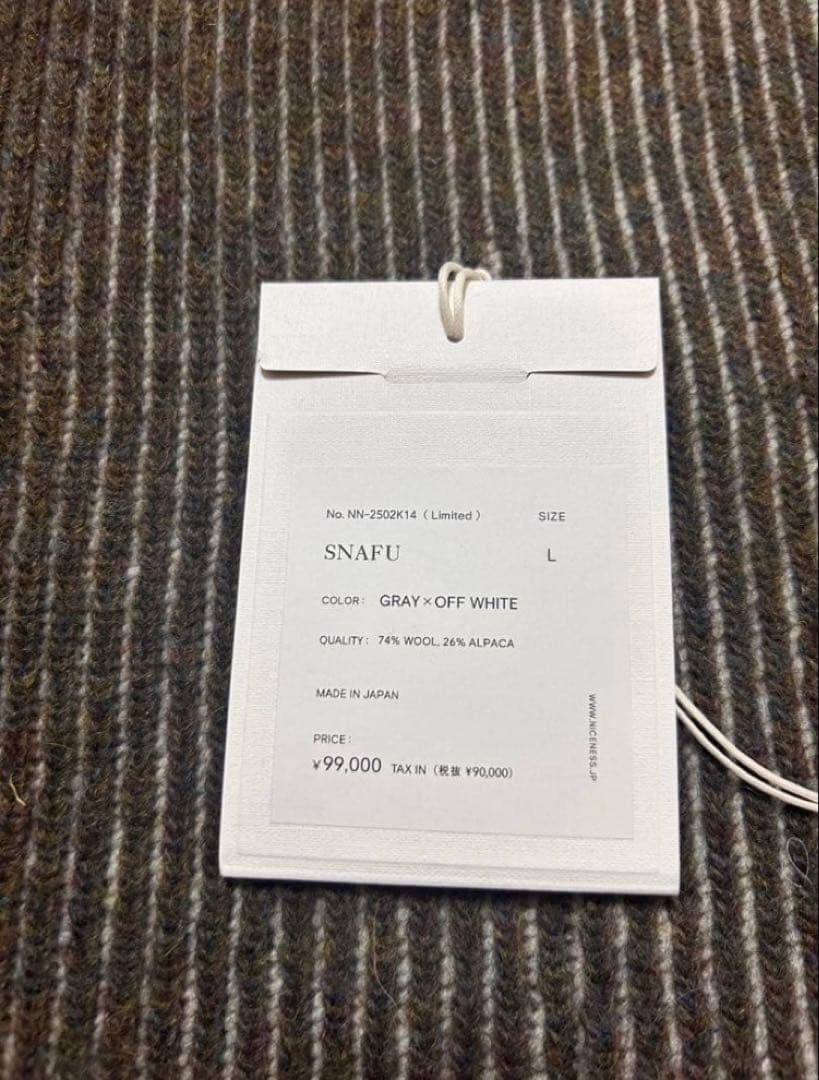 No. NN-2502K14 ( Limited )
SIZE
SNAFU
L
COLOR: GRAY×OFF WHITE
QUALITY: 74% WOOL, 26% ALPACA
MADE IN JAPAN
PRICE:
¥99,000 TAX IN (税抜 ¥90,000)
WWW.NICENESS.JP